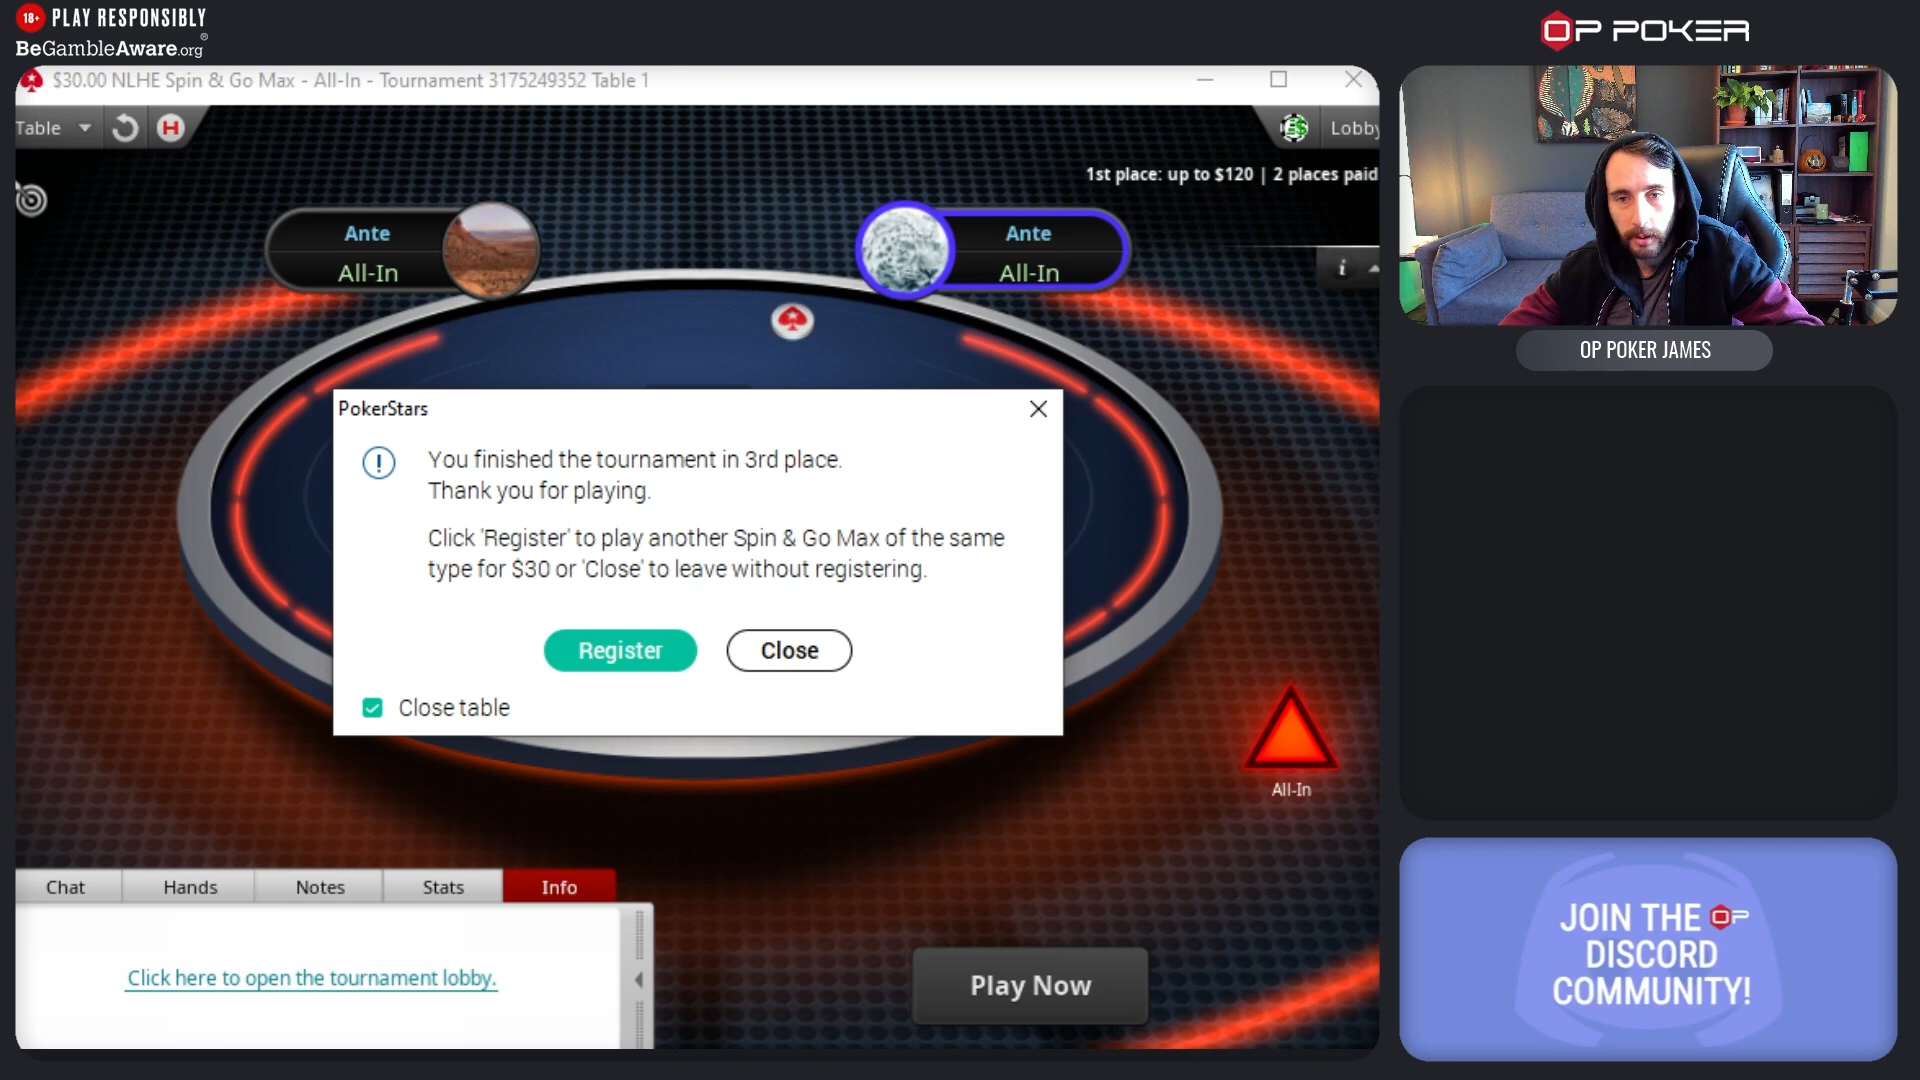 18+ PLAY RESPONSIBLY
BeGambleAware.org®
OP POKER
$30.00 NLHE Spin & Go Max - All-In - Tournament 3175249352 Table 1
Table
H
Lobby
1st place: up to $120 | 2 places paid
Ante
All-In
Ante
All-In
i
OP POKER JAMES
PokerStars
You finished the tournament in 3rd place.
Thank you for playing.
Click 'Register' to play another Spin & Go Max of the same
type for $30 or 'Close' to leave without registering.
Register
Close
Close table
All-In
Chat
Hands
Notes
Stats
Info
Click here to open the tournament lobby.
Play Now
JOIN THE OP
DISCORD
COMMUNITY!